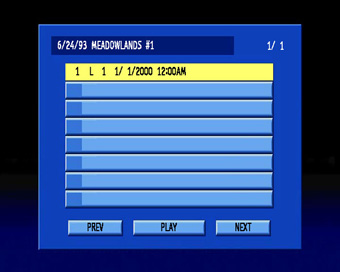 6/24/93 MEADOWLANDS #1 1/ 1
1 L 1 1/ 1/2000 12:00AM
PREV PLAY NEXT